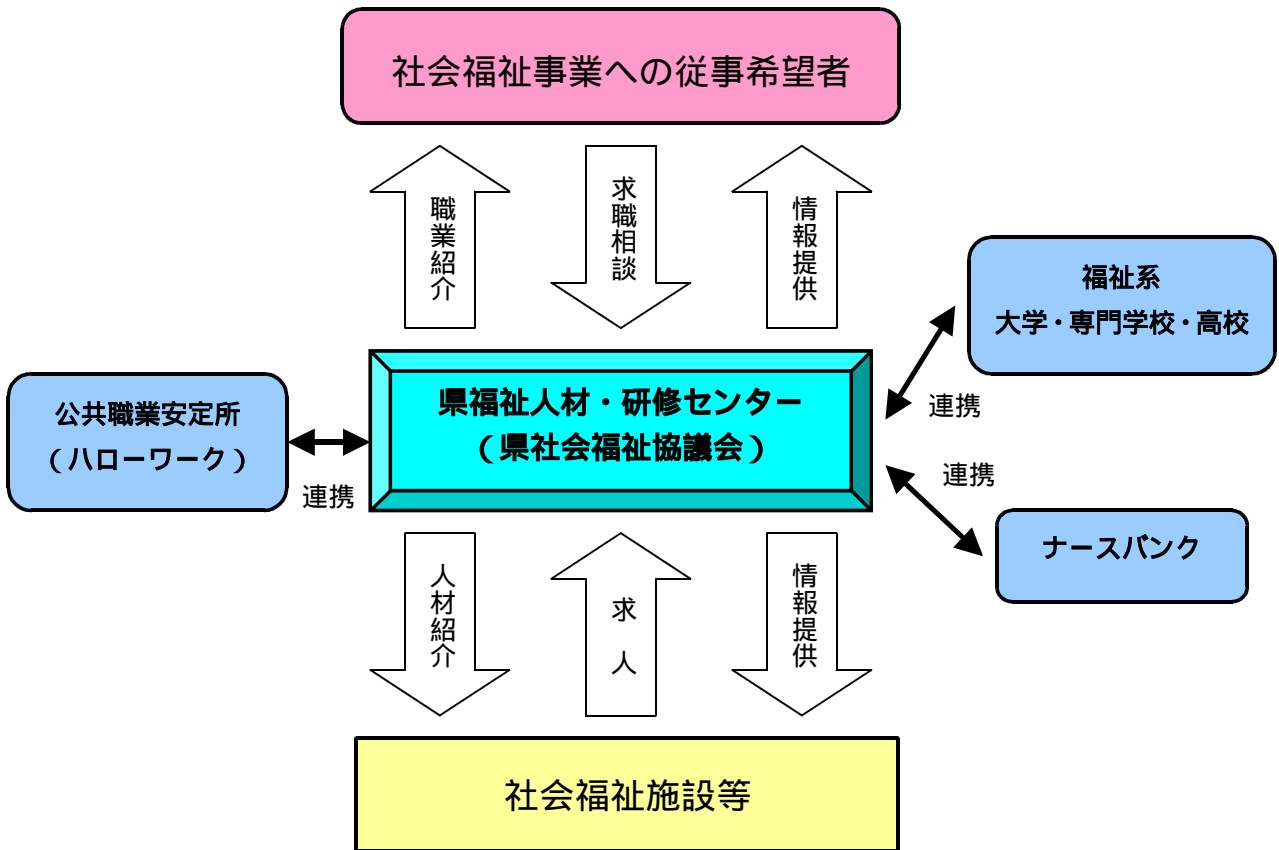 社会福祉事業への従事希望者
職業紹介
求職相談
情報提供
福祉系
大学・専門学校・高校
連携
県福祉人材・研修センター
（県社会福祉協議会）
公共職業安定所
（ハローワーク）
連携
連携
ナースバンク
人材紹介
求人
情報提供
社会福祉施設等